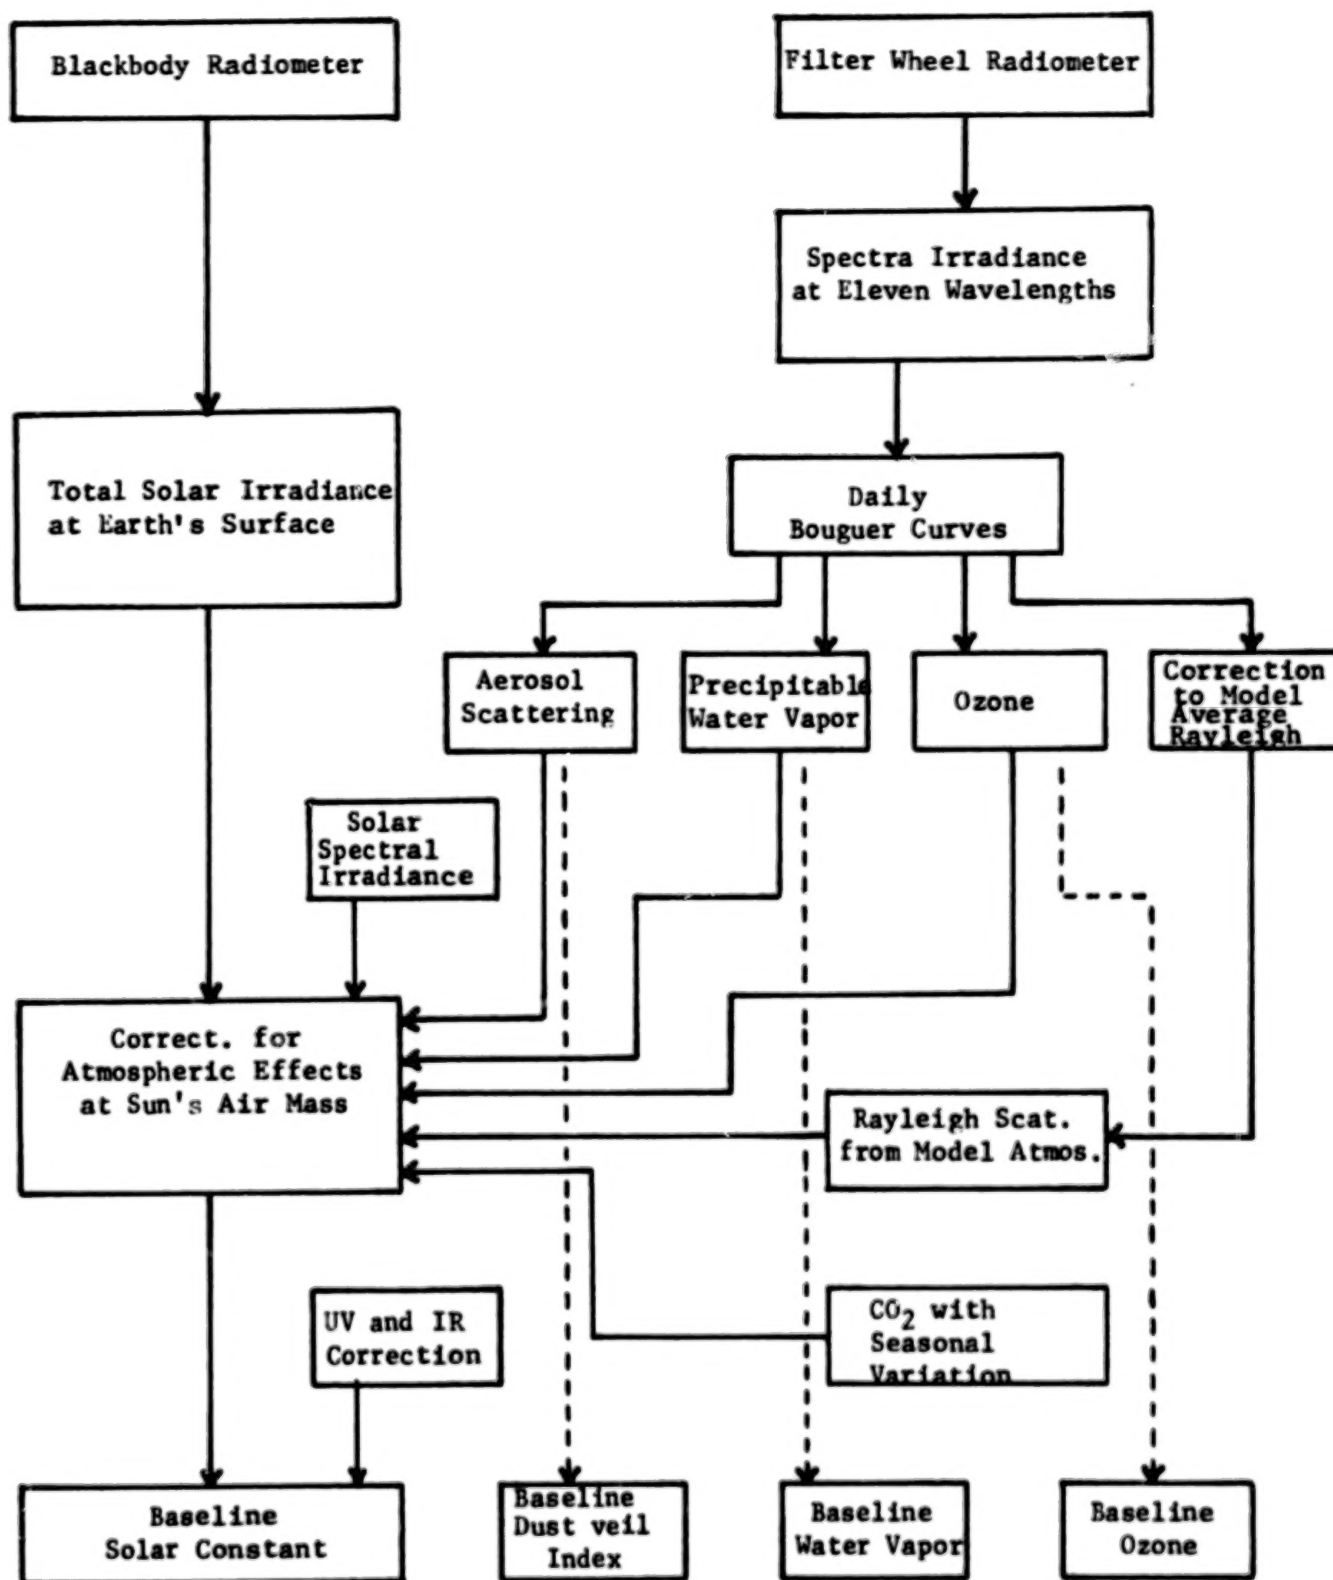 Blackbody Radiometer
Filter Wheel Radiometer
Spectra Irradiance
at Eleven Wavelengths
Total Solar Irradiance
at Earth's Surface
Daily
Bouguer Curves
Aerosol
Scattering
Precipitable
Water Vapor
Ozone
Correction
to Model
Average
Rayleigh
Solar
Spectral
Irradiance
Correct. for
Atmospheric Effects
at Sun's Air Mass
Rayleigh Scat.
from Model Atmos.
UV and IR
Correction
CO2 with
Seasonal
Variation
Baseline
Solar Constant
Baseline
Dust veil
Index
Baseline
Water Vapor
Baseline
Ozone